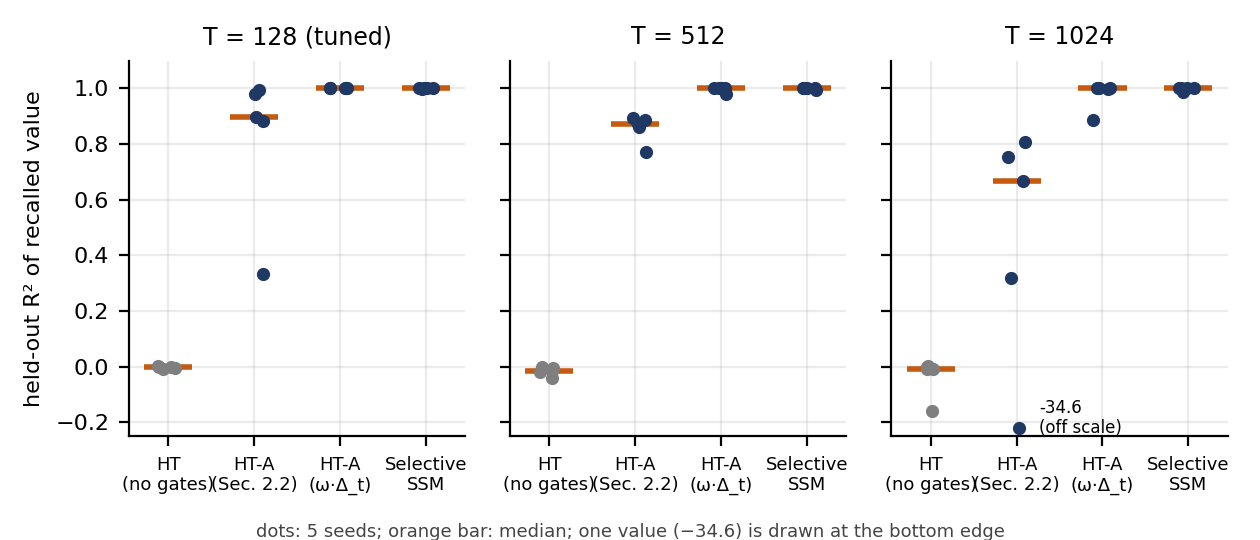 T = 128 (tuned)
T = 512
T = 1024
held-out R² of recalled value
1.0
0.8
0.6
0.4
0.2
0.0
−0.2
-34.6
(off scale)
HT
(no gates)
HT-A
(Sec. 2.2)
HT-A
(ω·Δ_t)
Selective
SSM
HT
(no gates)
HT-A
(Sec. 2.2)
HT-A
(ω·Δ_t)
Selective
SSM
HT
(no gates)
HT-A
(Sec. 2.2)
HT-A
(ω·Δ_t)
Selective
SSM
dots: 5 seeds; orange bar: median; one value (−34.6) is drawn at the bottom edge